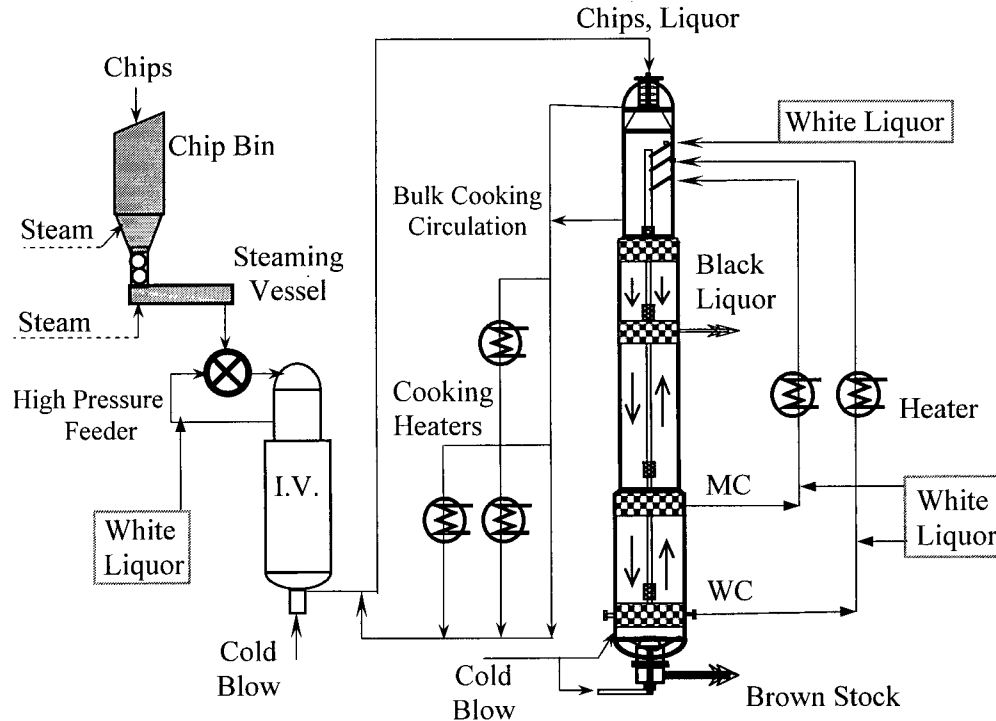 Chips, Liquor
Chips
Chip Bin
White Liquor
Bulk Cooking
Circulation
Steam
Steaming
Vessel
Black
Liquor
Steam
High Pressure
Feeder
Cooking
Heaters
Heater
I.V.
MC
White
Liquor
White
Liquor
WC
Cold
Blow
Cold
Blow
Brown Stock